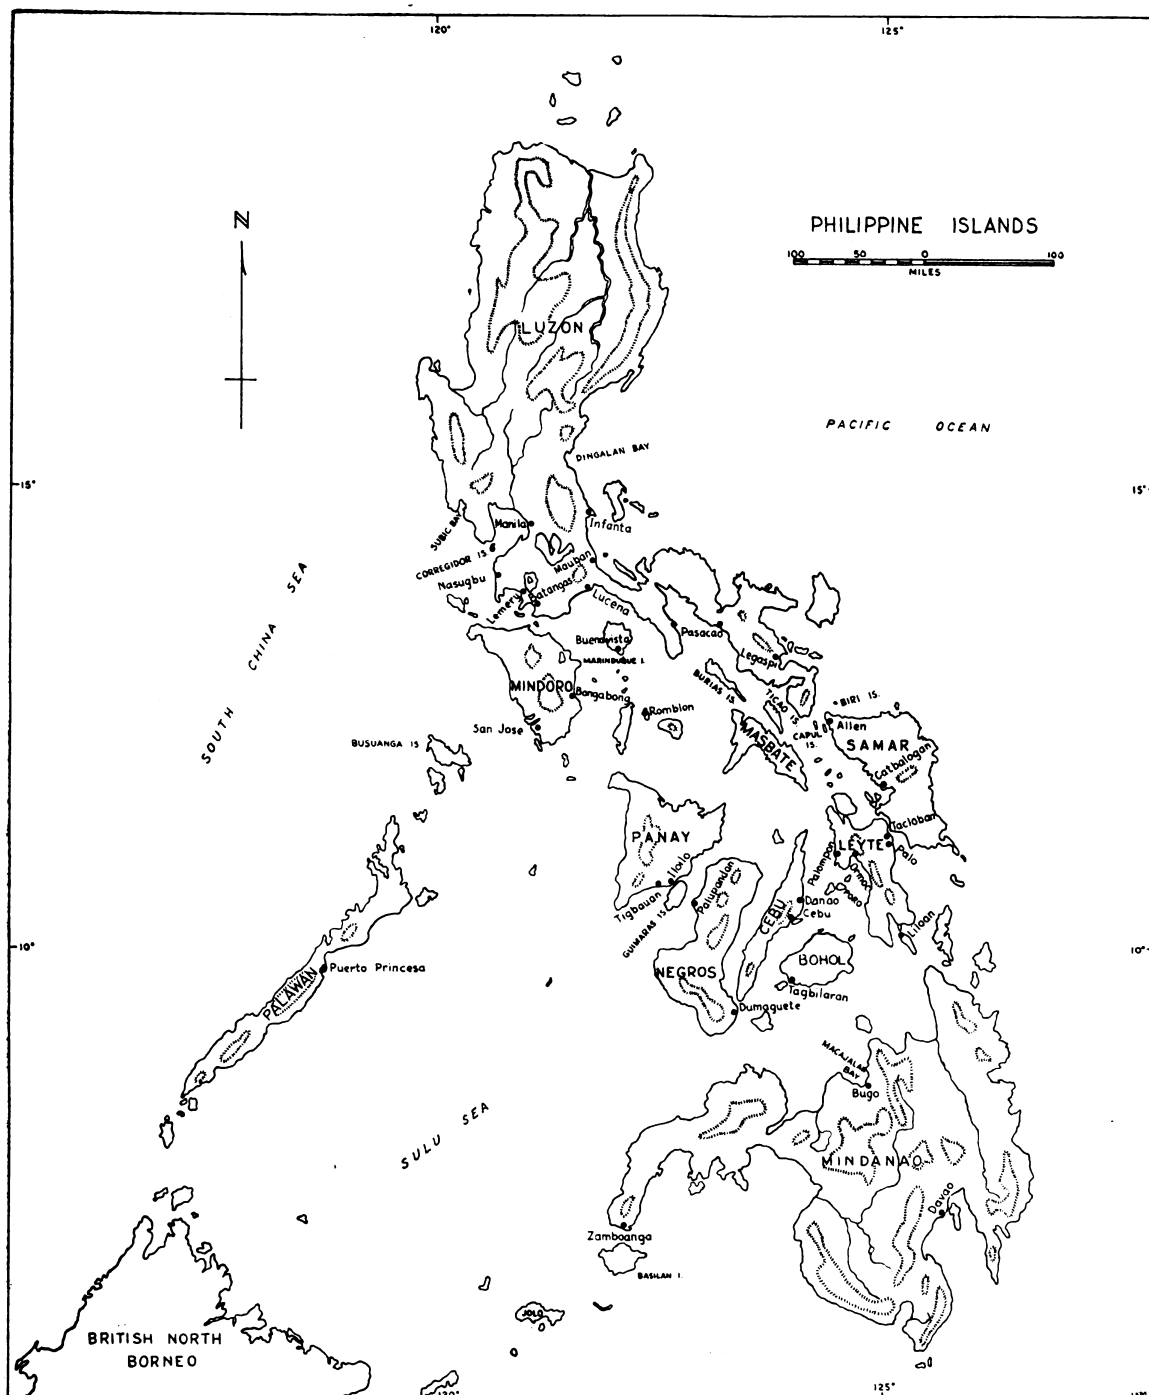 120°
125°
N
PHILIPPINE ISLANDS
100 50 0 100
MILES
LUZON
PACIFIC OCEAN
DINGALAN BAY
15°
15°
SUBIC BAY
Manila
Infanta
CORREGIDOR IS.
Mauban
Nasugbu
Lemery
Batangas
Lucena
SOUTH CHINA SEA
Buenavista
Pasacao
Legaspi
MARINDUQUE I.
BURIAS IS.
TICAO IS.
BIRI IS.
MINDORO
Bangabong
Romblon
Allen
CAPUL IS.
San Jose
MASBATE
SAMAR
BUSUANGA IS
Catbalogan
Tacloban
PANAY
LEYTE
Palo
Palompon
Ormoc
Iloilo
Tigbauan
Palupandan
GUIMARAS IS.
CEBU
Danao
Cebu
Liloan
10°
10°
BOHOL
NEGROS
Puerto Princesa
PALAWAN
Tagbilaran
Dumaguete
MACAJALAR BAY
Bugo
SULU SEA
MINDANAO
Davao
Zamboanga
BASILAN I.
JOLO
BRITISH NORTH
BORNEO
120°
125°